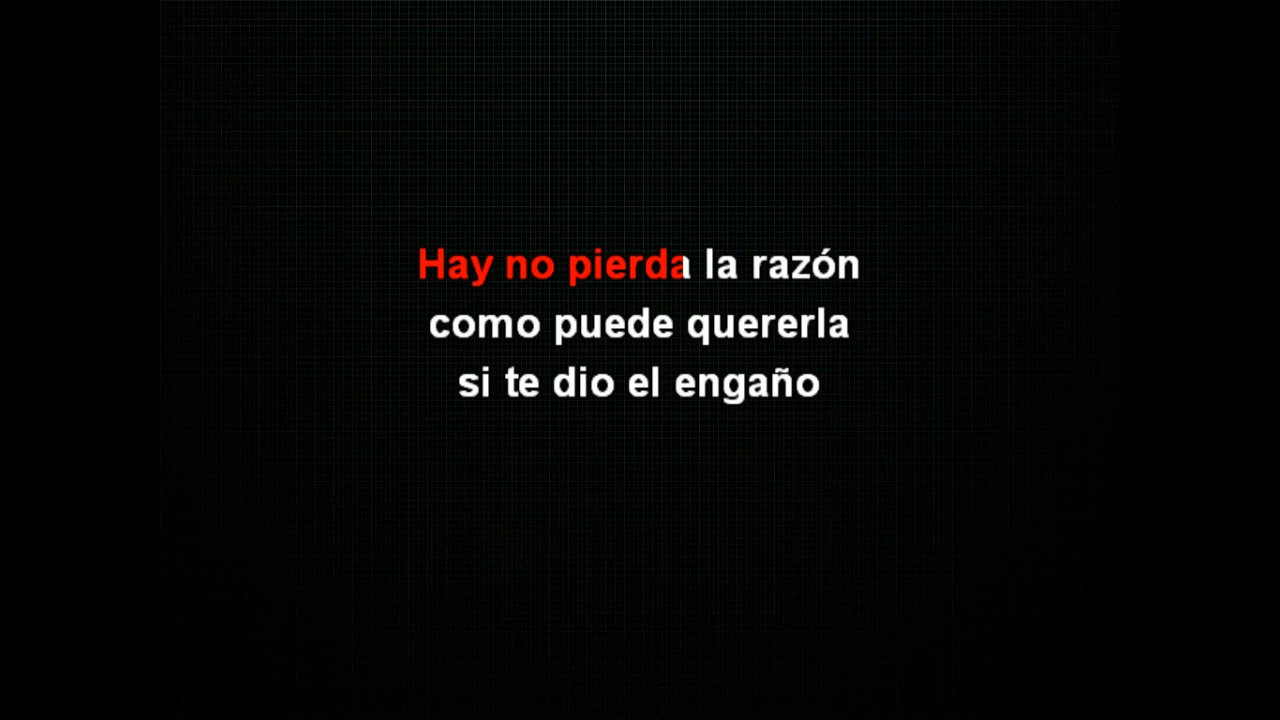 Hay no pierda la razón
como puede quererla
si te dio el engaño